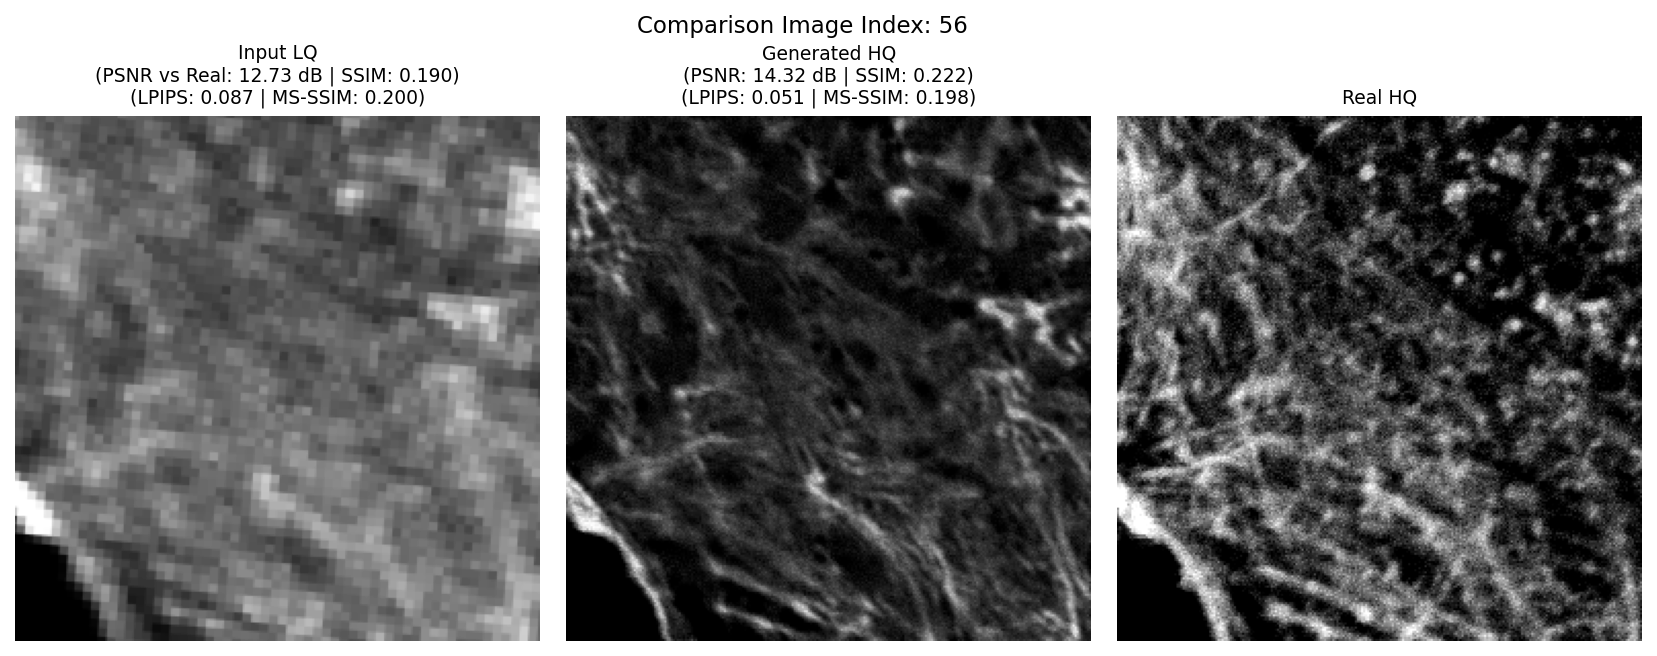 Comparison Image Index: 56
Input LQ
(PSNR vs Real: 12.73 dB | SSIM: 0.190)
(LPIPS: 0.087 | MS-SSIM: 0.200)
Generated HQ
(PSNR: 14.32 dB | SSIM: 0.222)
(LPIPS: 0.051 | MS-SSIM: 0.198)
Real HQ